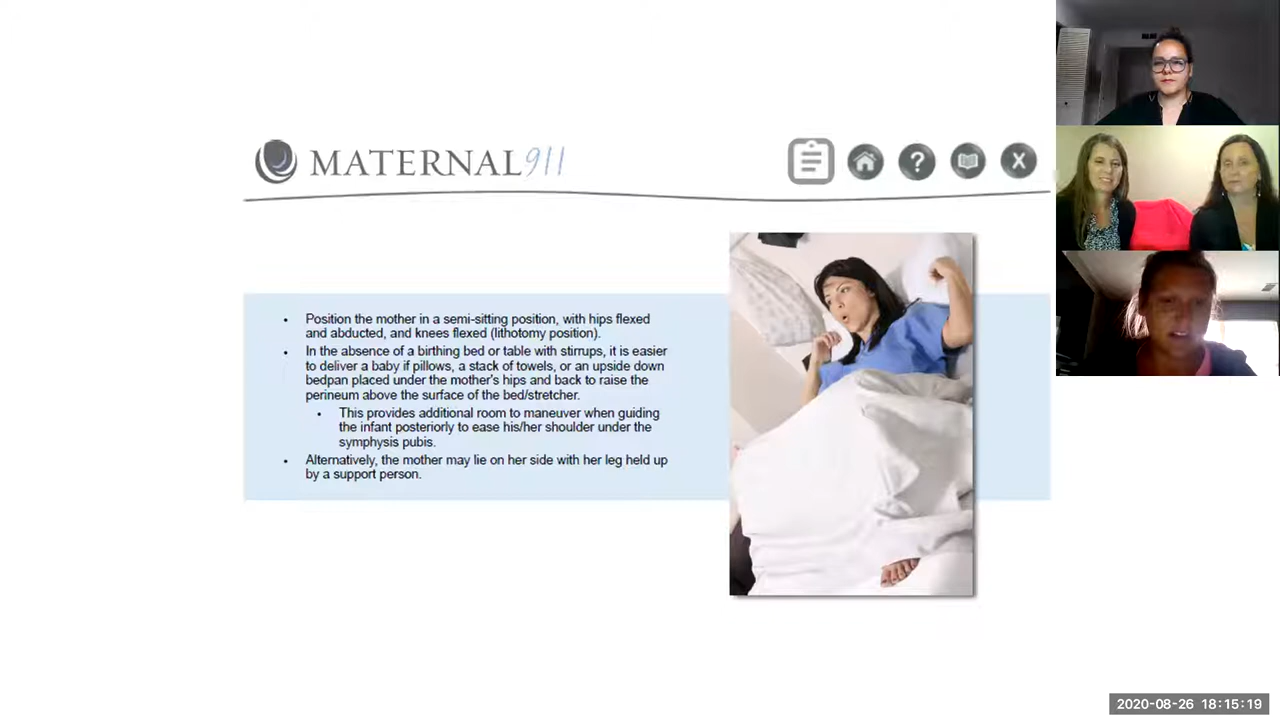 MATERNAL911
?
X
• Position the mother in a semi-sitting position, with hips flexed
and abducted, and knees flexed (lithotomy position).
• In the absence of a birthing bed or table with stirrups, it is easier
to deliver a baby if pillows, a stack of towels, or an upside down
bedpan placed under the mother's hips and back to raise the
perineum above the surface of the bed/stretcher.
• This provides additional room to maneuver when guiding
the infant posteriorly to ease his/her shoulder under the
symphysis pubis.
• Alternatively, the mother may lie on her side with her leg held up
by a support person.
2020-08-26 18:15:19